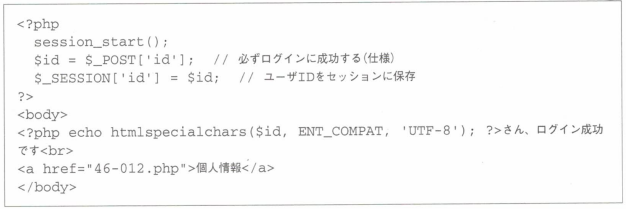 <?php
  session_start();
  $id = $_POST['id'];  // 必ずログインに成功する(仕様)
  $_SESSION['id'] = $id;  // ユーザIDをセッションに保存
?>
<body>
<?php echo htmlspecialchars($id, ENT_COMPAT, 'UTF-8'); ?>さん、ログイン成功
です<br>
<a href="46-012.php">個人情報</a>
</body>